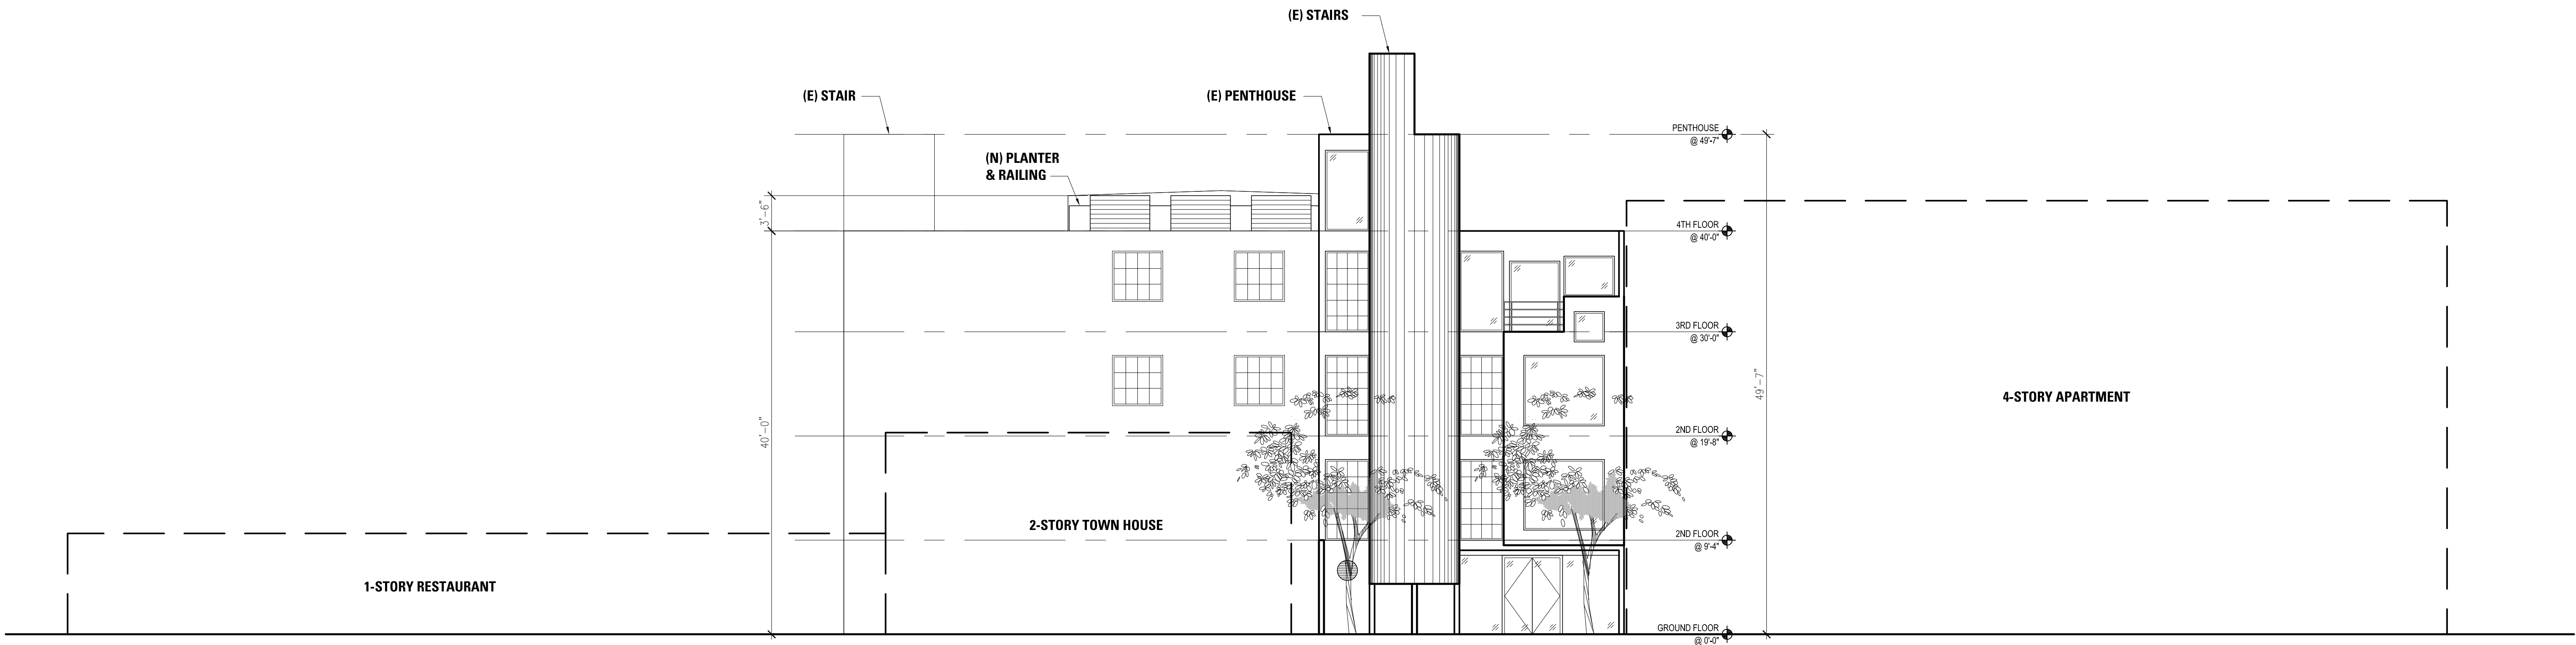 (E) STAIRS
(E) STAIR
(E) PENTHOUSE
PENTHOUSE
@ 49'-7"
(N) PLANTER
& RAILING
3'-6"
4TH FLOOR
@ 40'-0"
3RD FLOOR
@ 30'-0"
49'-7"
4-STORY APARTMENT
40'-0"
2ND FLOOR
@ 19'-8"
2-STORY TOWN HOUSE
2ND FLOOR
@ 9'-4"
1-STORY RESTAURANT
GROUND FLOOR
@ 0'-0"